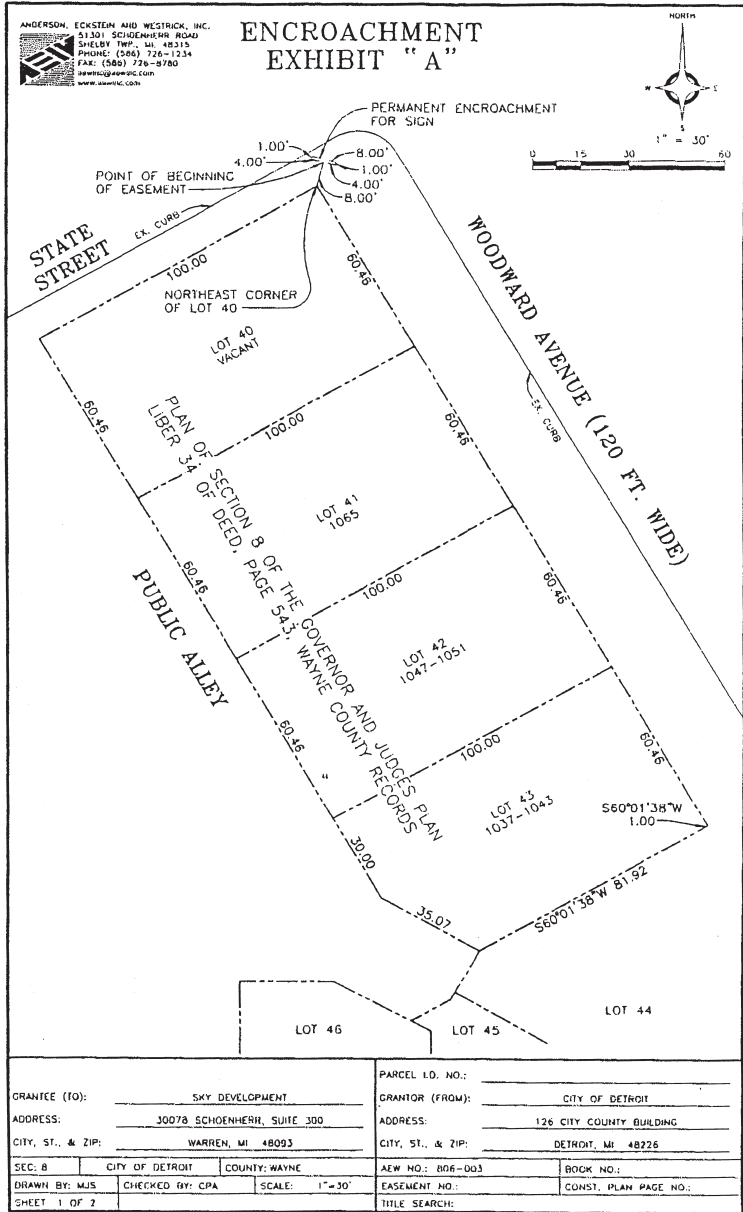 ANDERSON, ECKSTEIN AND WESTRICK, INC.
51301 SCHOENHERR ROAD
SHELBY TWP., MI. 48315
PHONE: (586) 726-1234
FAX: (586) 726-8780
www.aewinc.com
ENCROACHMENT
EXHIBIT "A"
NORTH
W
E
S
1" = 30'
0 15 30 60
PERMANENT ENCROACHMENT
FOR SIGN
1.00'
4.00'
8.00'
1.00'
4.00'
8.00'
POINT OF BEGINNING
OF EASEMENT
STATE
STREET
EX. CURB
100.00
NORTHEAST CORNER
OF LOT 40
60.46
WOODWARD AVENUE (120 FT. WIDE)
EX. CURB
LOT 40
VACANT
60.46
100.00
60.46
PLAN OF SECTION 8 OF THE GOVERNOR AND JUDGES PLAN
LIBER 34 OF DEED, PAGE 543, WAYNE COUNTY RECORDS
"
LOT 41
1065
60.46
100.00
60.46
PUBLIC ALLEY
LOT 42
1047-1051
60.46
100.00
60.46
LOT 43
1037-1043
S60°01'38"W
1.00
30.00
35.07
S60°01'38"W 81.92
LOT 46
LOT 45
LOT 44
GRANTEE (TO): SKY DEVELOPMENT
ADDRESS: 30078 SCHOENHERR, SUITE 300
CITY, ST., & ZIP: WARREN, MI 48093
SEC: 8 CITY OF DETROIT COUNTY: WAYNE
DRAWN BY: MJS CHECKED BY: CPA SCALE: 1"=30'
SHEET 1 OF 2
PARCEL I.D. NO.:
GRANTOR (FROM): CITY OF DETROIT
ADDRESS: 126 CITY COUNTY BUILDING
CITY, ST., & ZIP: DETROIT, MI 48226
AEW NO.: 806-003 BOOK NO.:
EASEMENT NO.: CONST. PLAN PAGE NO.:
TITLE SEARCH: